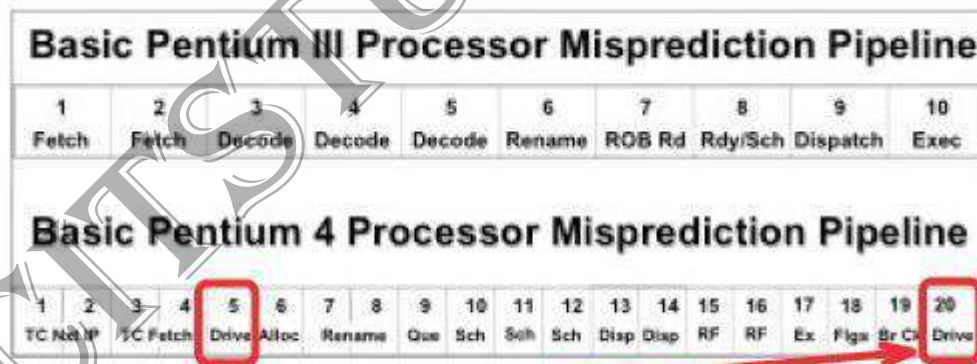 Basic Pentium III Processor Misprediction Pipeline
1 2 3 4 5 6 7 8 9 10
Fetch Fetch Decode Decode Decode Rename ROB Rd Rdy/Sch Dispatch Exec
Basic Pentium 4 Processor Misprediction Pipeline
1 2 3 4 5 6 7 8 9 10 11 12 13 14 15 16 17 18 19 20
TC Nxt IP TC Fetch Drive Alloc Rename Que Sch Sch Sch Disp Disp RF RF Ex Flgs Br Ck Drive